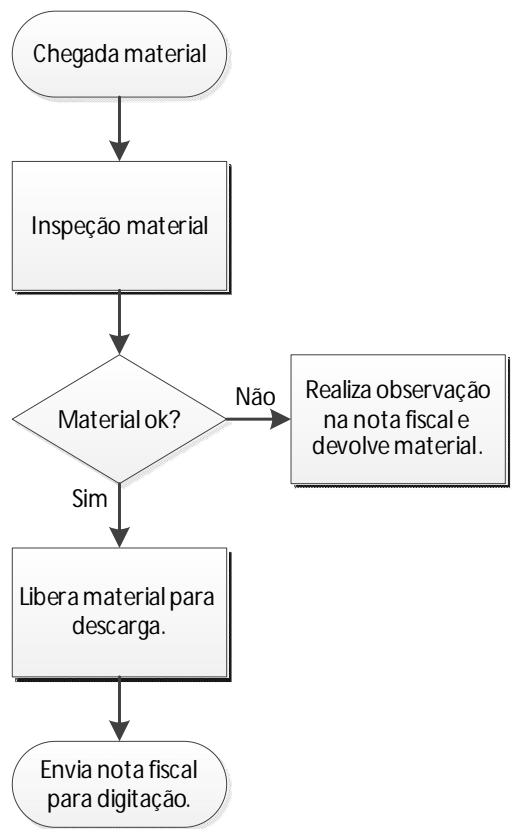 Chegada material
Inspeção material
Material ok?
Não
Realiza observação
na nota fiscal e
devolve material.
Sim
Libera material para
descarga.
Envia nota fiscal
para digitação.